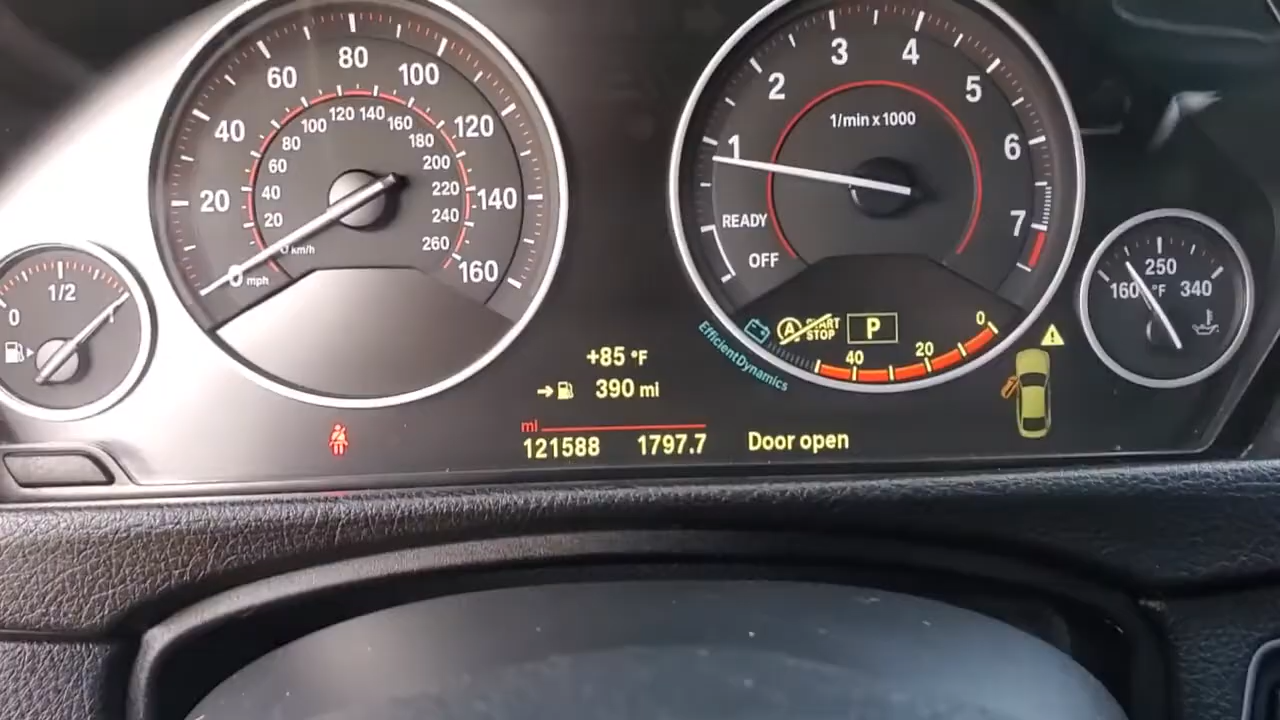 80
60
100
40
120
20
140
0 mph
160
120
140
100
160
80
180
60
200
40
220
20
240
0 km/h
260
3
4
2
5
1/min x 1000
1
6
READY
7
OFF
A START
STOP
P
0
40
20
EfficientDynamics
1/2
0
250
160 °F 340
+85 °F
390 mi
mi
121588 1797.7 Door open